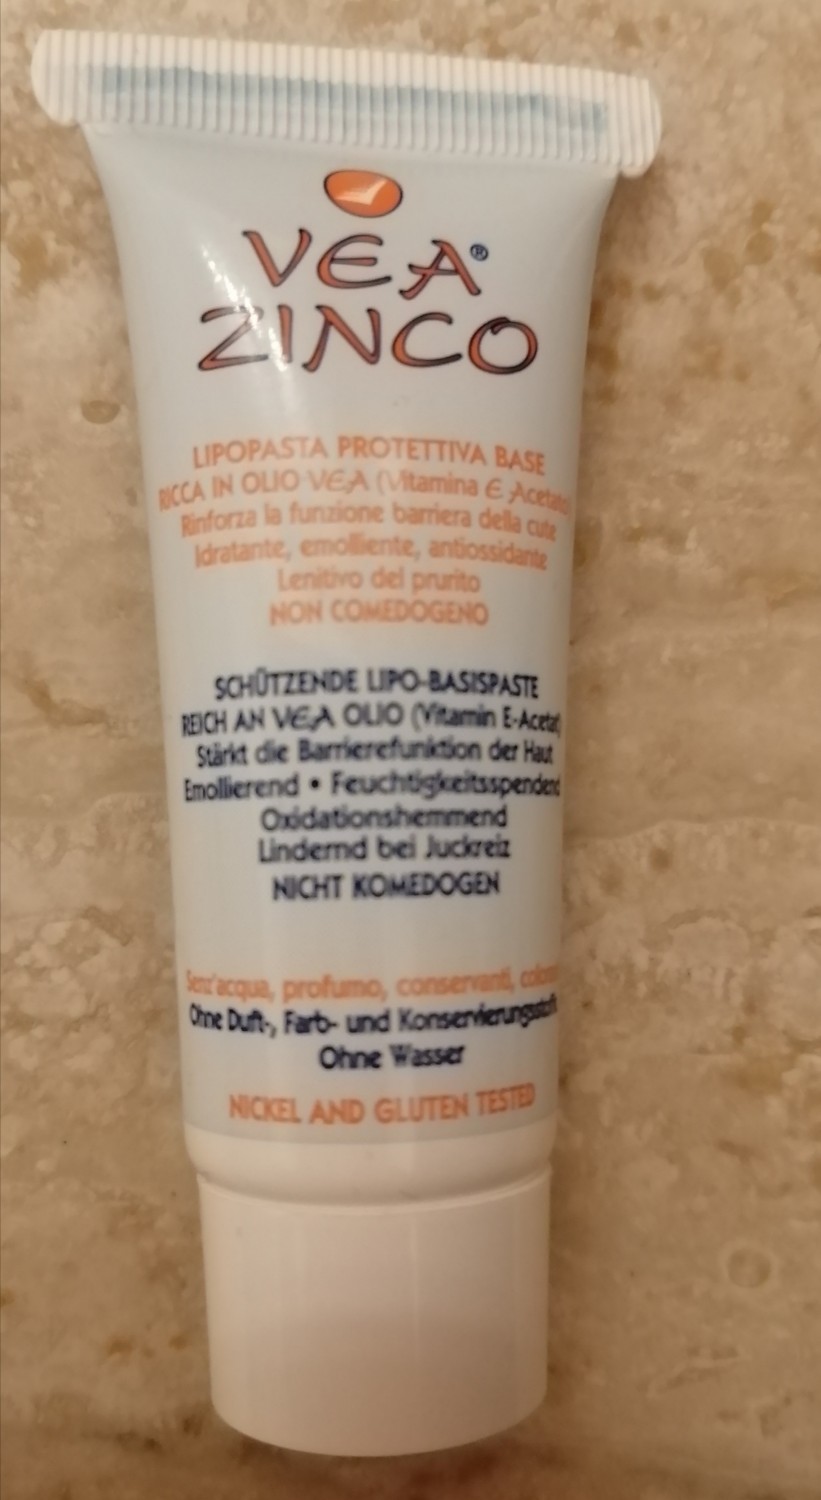 VEA®
ZINCO
LIPOPASTA PROTETTIVA BASE
RICCA IN OLIO VEA (Vitamina E Acetato)
Rinforza la funzione barriera della cute
Idratante, emolliente, antiossidante
Lenitivo del prurito
NON COMEDOGENO
SCHÜTZENDE LIPO-BASISPASTE
REICH AN VEA OLIO (Vitamin E-Acetat)
Stärkt die Barrierefunktion der Haut
Emollierend • Feuchtigkeitsspendend
Oxidationshemmend
Lindernd bei Juckreiz
NICHT KOMEDOGEN
Senz'acqua, profumo, conservanti,
Ohne Duft-, Farb- und Konservierungsstoffe
Ohne Wasser
NICKEL AND GLUTEN TESTED